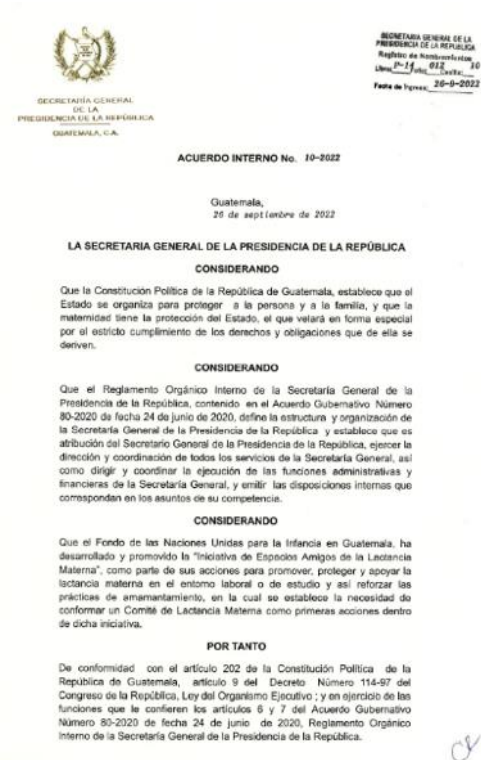 SECRETARÍA GENERAL DE LA
PRESIDENCIA DE LA REPÚBLICA
Registro de Nombramientos
Libro: P-14 Folio: 012 Casilla: 10
Fecha de Ingreso: 26-9-2022
SECRETARÍA GENERAL
DE LA
PRESIDENCIA DE LA REPÚBLICA
GUATEMALA, C.A.
ACUERDO INTERNO No. 10-2022
Guatemala,
26 de septiembre de 2022
LA SECRETARIA GENERAL DE LA PRESIDENCIA DE LA REPÚBLICA
CONSIDERANDO
Que la Constitución Política de la República de Guatemala, establece que el
Estado se organiza para proteger a la persona y a la familia, y que la
maternidad tiene la protección del Estado, el que velará en forma especial
por el estricto cumplimiento de los derechos y obligaciones que de ella se
deriven.
CONSIDERANDO
Que el Reglamento Orgánico Interno de la Secretaría General de la
Presidencia de la República, contenido en el Acuerdo Gubernativo Número
80-2020 de fecha 24 de junio de 2020, define la estructura y organización de
la Secretaría General de la Presidencia de la República y establece que es
atribución del Secretario General de la Presidencia de la República, ejercer la
dirección y coordinación de todos los servicios de la Secretaría General, así
como dirigir y coordinar la ejecución de las funciones administrativas y
financieras de la Secretaría General, y emitir las disposiciones internas que
correspondan en los asuntos de su competencia.
CONSIDERANDO
Que el Fondo de las Naciones Unidas para la Infancia en Guatemala, ha
desarrollado y promovido la "Iniciativa de Espacios Amigos de la Lactancia
Materna", como parte de sus acciones para promover, proteger y apoyar la
lactancia materna en el entorno laboral o de estudio y así reforzar las
prácticas de amamantamiento, en la cual se establece la necesidad de
conformar un Comité de Lactancia Materna como primeras acciones dentro
de dicha iniciativa.
POR TANTO
De conformidad con el artículo 202 de la Constitución Política de la
República de Guatemala, artículo 9 del Decreto Número 114-97 del
Congreso de la República, Ley del Organismo Ejecutivo ; y en ejercicio de las
funciones que le confieren los artículos 6 y 7 del Acuerdo Gubernativo
Número 80-2020 de fecha 24 de junio de 2020, Reglamento Orgánico
Interno de la Secretaría General de la Presidencia de la República.